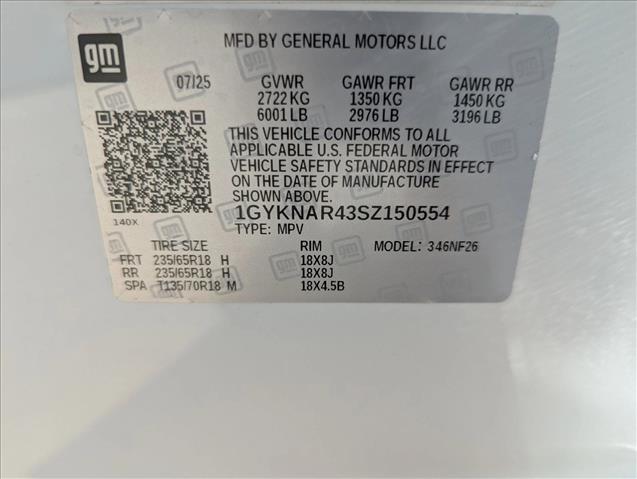 gm
MFD BY GENERAL MOTORS LLC
07/25 GVWR GAWR FRT GAWR RR
2722 KG 1350 KG 1450 KG
6001 LB 2976 LB 3196 LB
THIS VEHICLE CONFORMS TO ALL
APPLICABLE U.S. FEDERAL MOTOR
VEHICLE SAFETY STANDARDS IN EFFECT
ON THE DATE OF MANUFACTURE
SHOWN ABOVE.
140X
1GYKNAR43SZ150554
TYPE: MPV
TIRE SIZE RIM MODEL: 346NF26
FRT 235/65R18 H 18X8J
RR 235/65R18 H 18X8J
SPA T135/70R18 M 18X4.5B